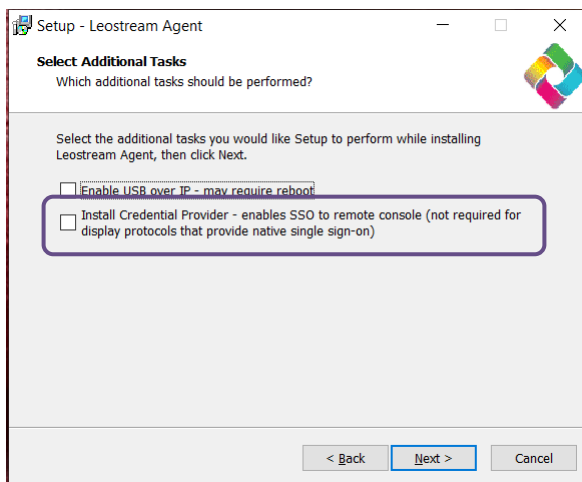 Setup - Leostream Agent
Select Additional Tasks
Which additional tasks should be performed?
Select the additional tasks you would like Setup to perform while installing
Leostream Agent, then click Next.
Enable USB over IP - may require reboot
Install Credential Provider - enables SSO to remote console (not required for
display protocols that provide native single sign-on)
< Back
Next >
Cancel